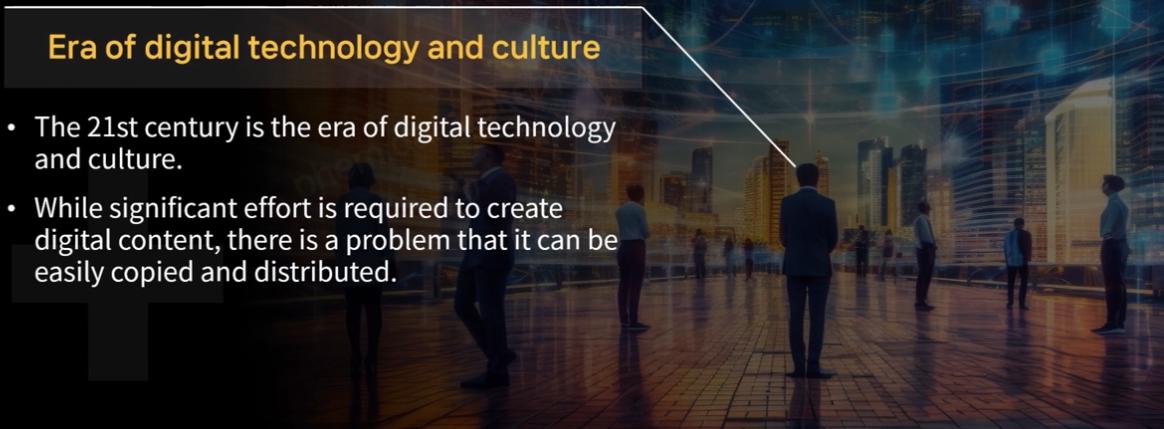 Era of digital technology and culture
• The 21st century is the era of digital technology
and culture.
• While significant effort is required to create
digital content, there is a problem that it can be
easily copied and distributed.